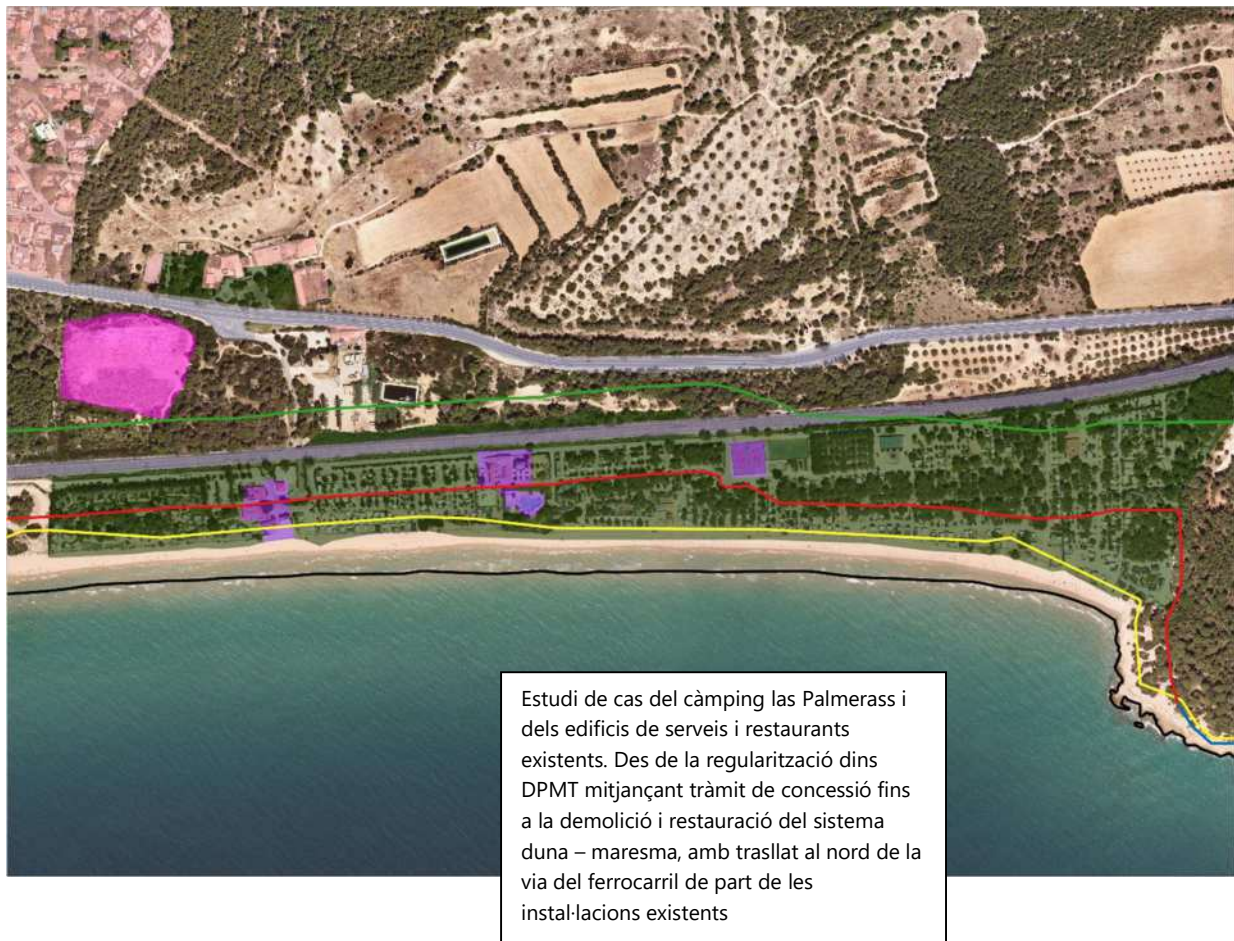 Estudi de cas del càmping las Palmerass i
dels edificis de serveis i restaurants
existents. Des de la regularització dins
DPMT mitjançant tràmit de concessió fins
a la demolició i restauració del sistema
duna – maresma, amb trasllat al nord de la
via del ferrocarril de part de les
instal·lacions existents